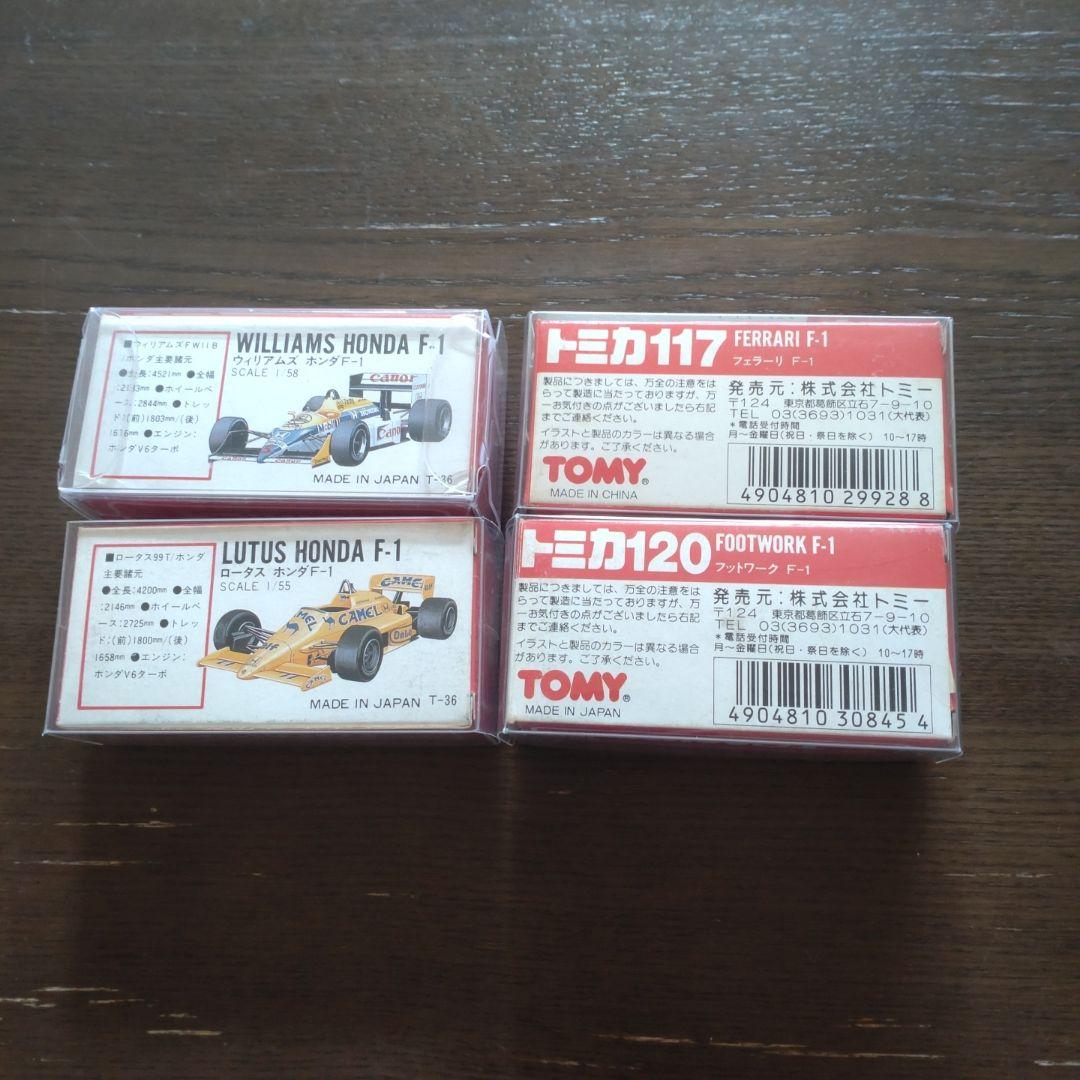 ■ウィリアムズFW11B
/ホンダ主要諸元
●全長:4521mm ●全幅
:2133mm ●ホイールベ
ース:2844mm ●トレッ
ド:(前)1803mm/(後)
1676mm ●エンジン:
ホンダV6ターボ
WILLIAMS HONDA F-1
ウィリアムズ ホンダF-1
SCALE 1/58
Canon
Canon
MADE IN JAPAN T-36
トミカ117 FERRARI F-1
フェラーリ F-1
製品につきましては、万全の注意をは
らって製造に当たっておりますが、万
一お気付きの点がございましたら右記
までご連絡ください。
イラストと製品のカラーは異なる場合
があります。ご了承ください。
TOMY®
MADE IN CHINA
発売元:株式会社トミー
〒124 東京都葛飾区立石7-9-10
TEL 03(3693)1031(大代表)
*電話受付時間
月〜金曜日(祝日・祭日を除く) 10〜17時
4904810 29928 8
■ロータス99T/ホンダ
主要諸元
●全長:4200mm ●全幅
:2146mm ●ホイールベ
ース:2725mm ●トレッ
ド:(前)1800mm/(後)
1658mm ●エンジン:
ホンダV6ターボ
LUTUS HONDA F-1
ロータス ホンダF-1
SCALE 1/55
CAMEL
CAMEL
MADE IN JAPAN T-36
トミカ120 FOOTWORK F-1
フットワーク F-1
製品につきましては、万全の注意をは
らって製造に当たっておりますが、万
一お気付きの点がございましたら右記
までご連絡ください。
イラストと製品のカラーは異なる場合
があります。ご了承ください。
TOMY®
MADE IN JAPAN
発売元:株式会社トミー
〒124 東京都葛飾区立石7-9-10
TEL 03(3693)1031(大代表)
*電話受付時間
月〜金曜日(祝日・祭日を除く) 10〜17時
4904810 30845 4